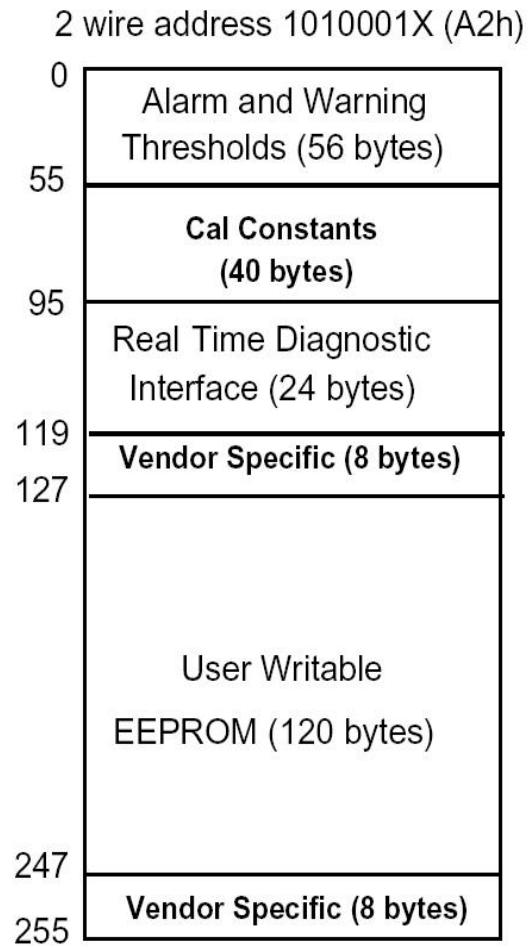 2 wire address 1010001X (A2h)
0
Alarm and Warning
Thresholds (56 bytes)
55
Cal Constants
(40 bytes)
95
Real Time Diagnostic
Interface (24 bytes)
119
Vendor Specific (8 bytes)
127
User Writable
EEPROM (120 bytes)
247
Vendor Specific (8 bytes)
255